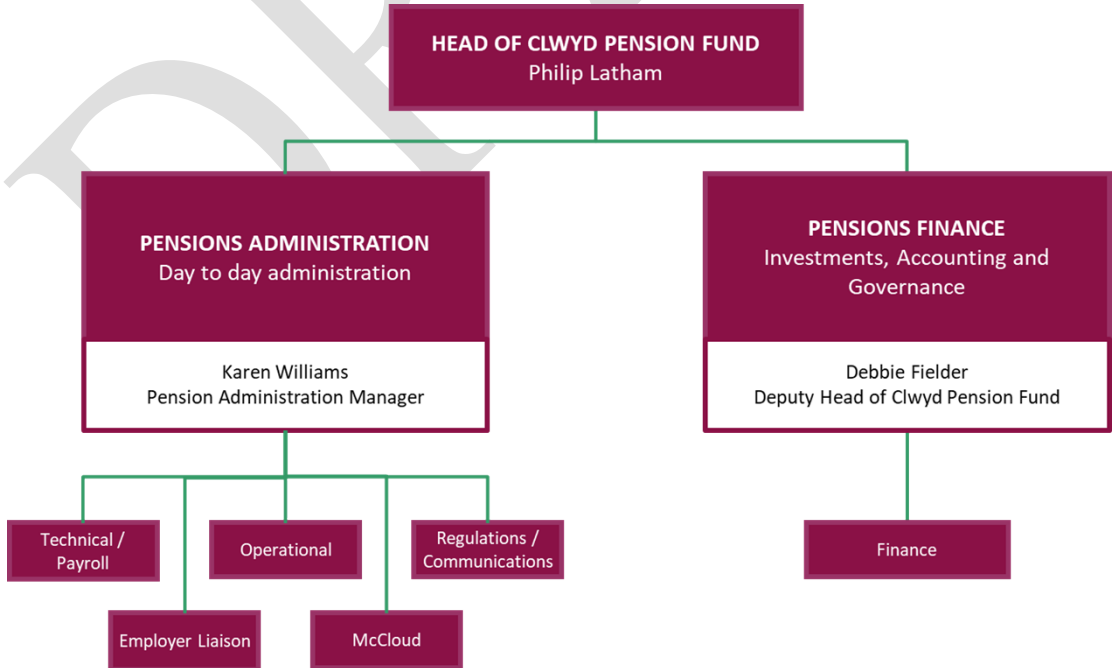 HEAD OF CLWYD PENSION FUND
Philip Latham
PENSIONS ADMINISTRATION
Day to day administration
Karen Williams
Pension Administration Manager
PENSIONS FINANCE
Investments, Accounting and
Governance
Debbie Fielder
Deputy Head of Clwyd Pension Fund
Technical /
Payroll
Operational
Regulations /
Communications
Finance
Employer Liaison
McCloud